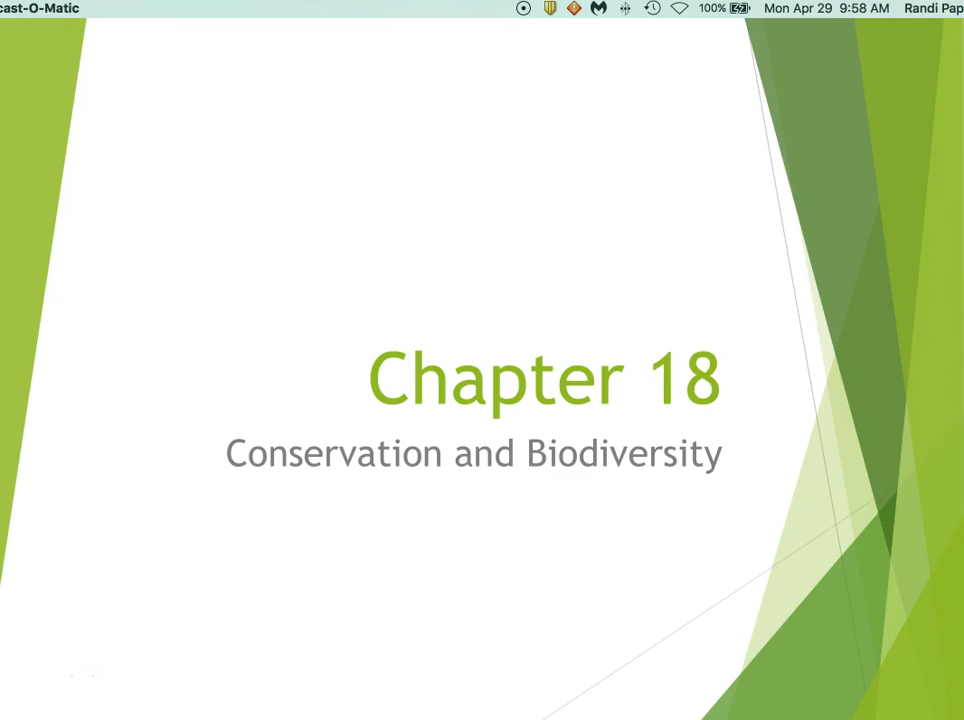 cast-O-Matic 100% Mon Apr 29 9:58 AM Randi Pap
Chapter 18
Conservation and Biodiversity